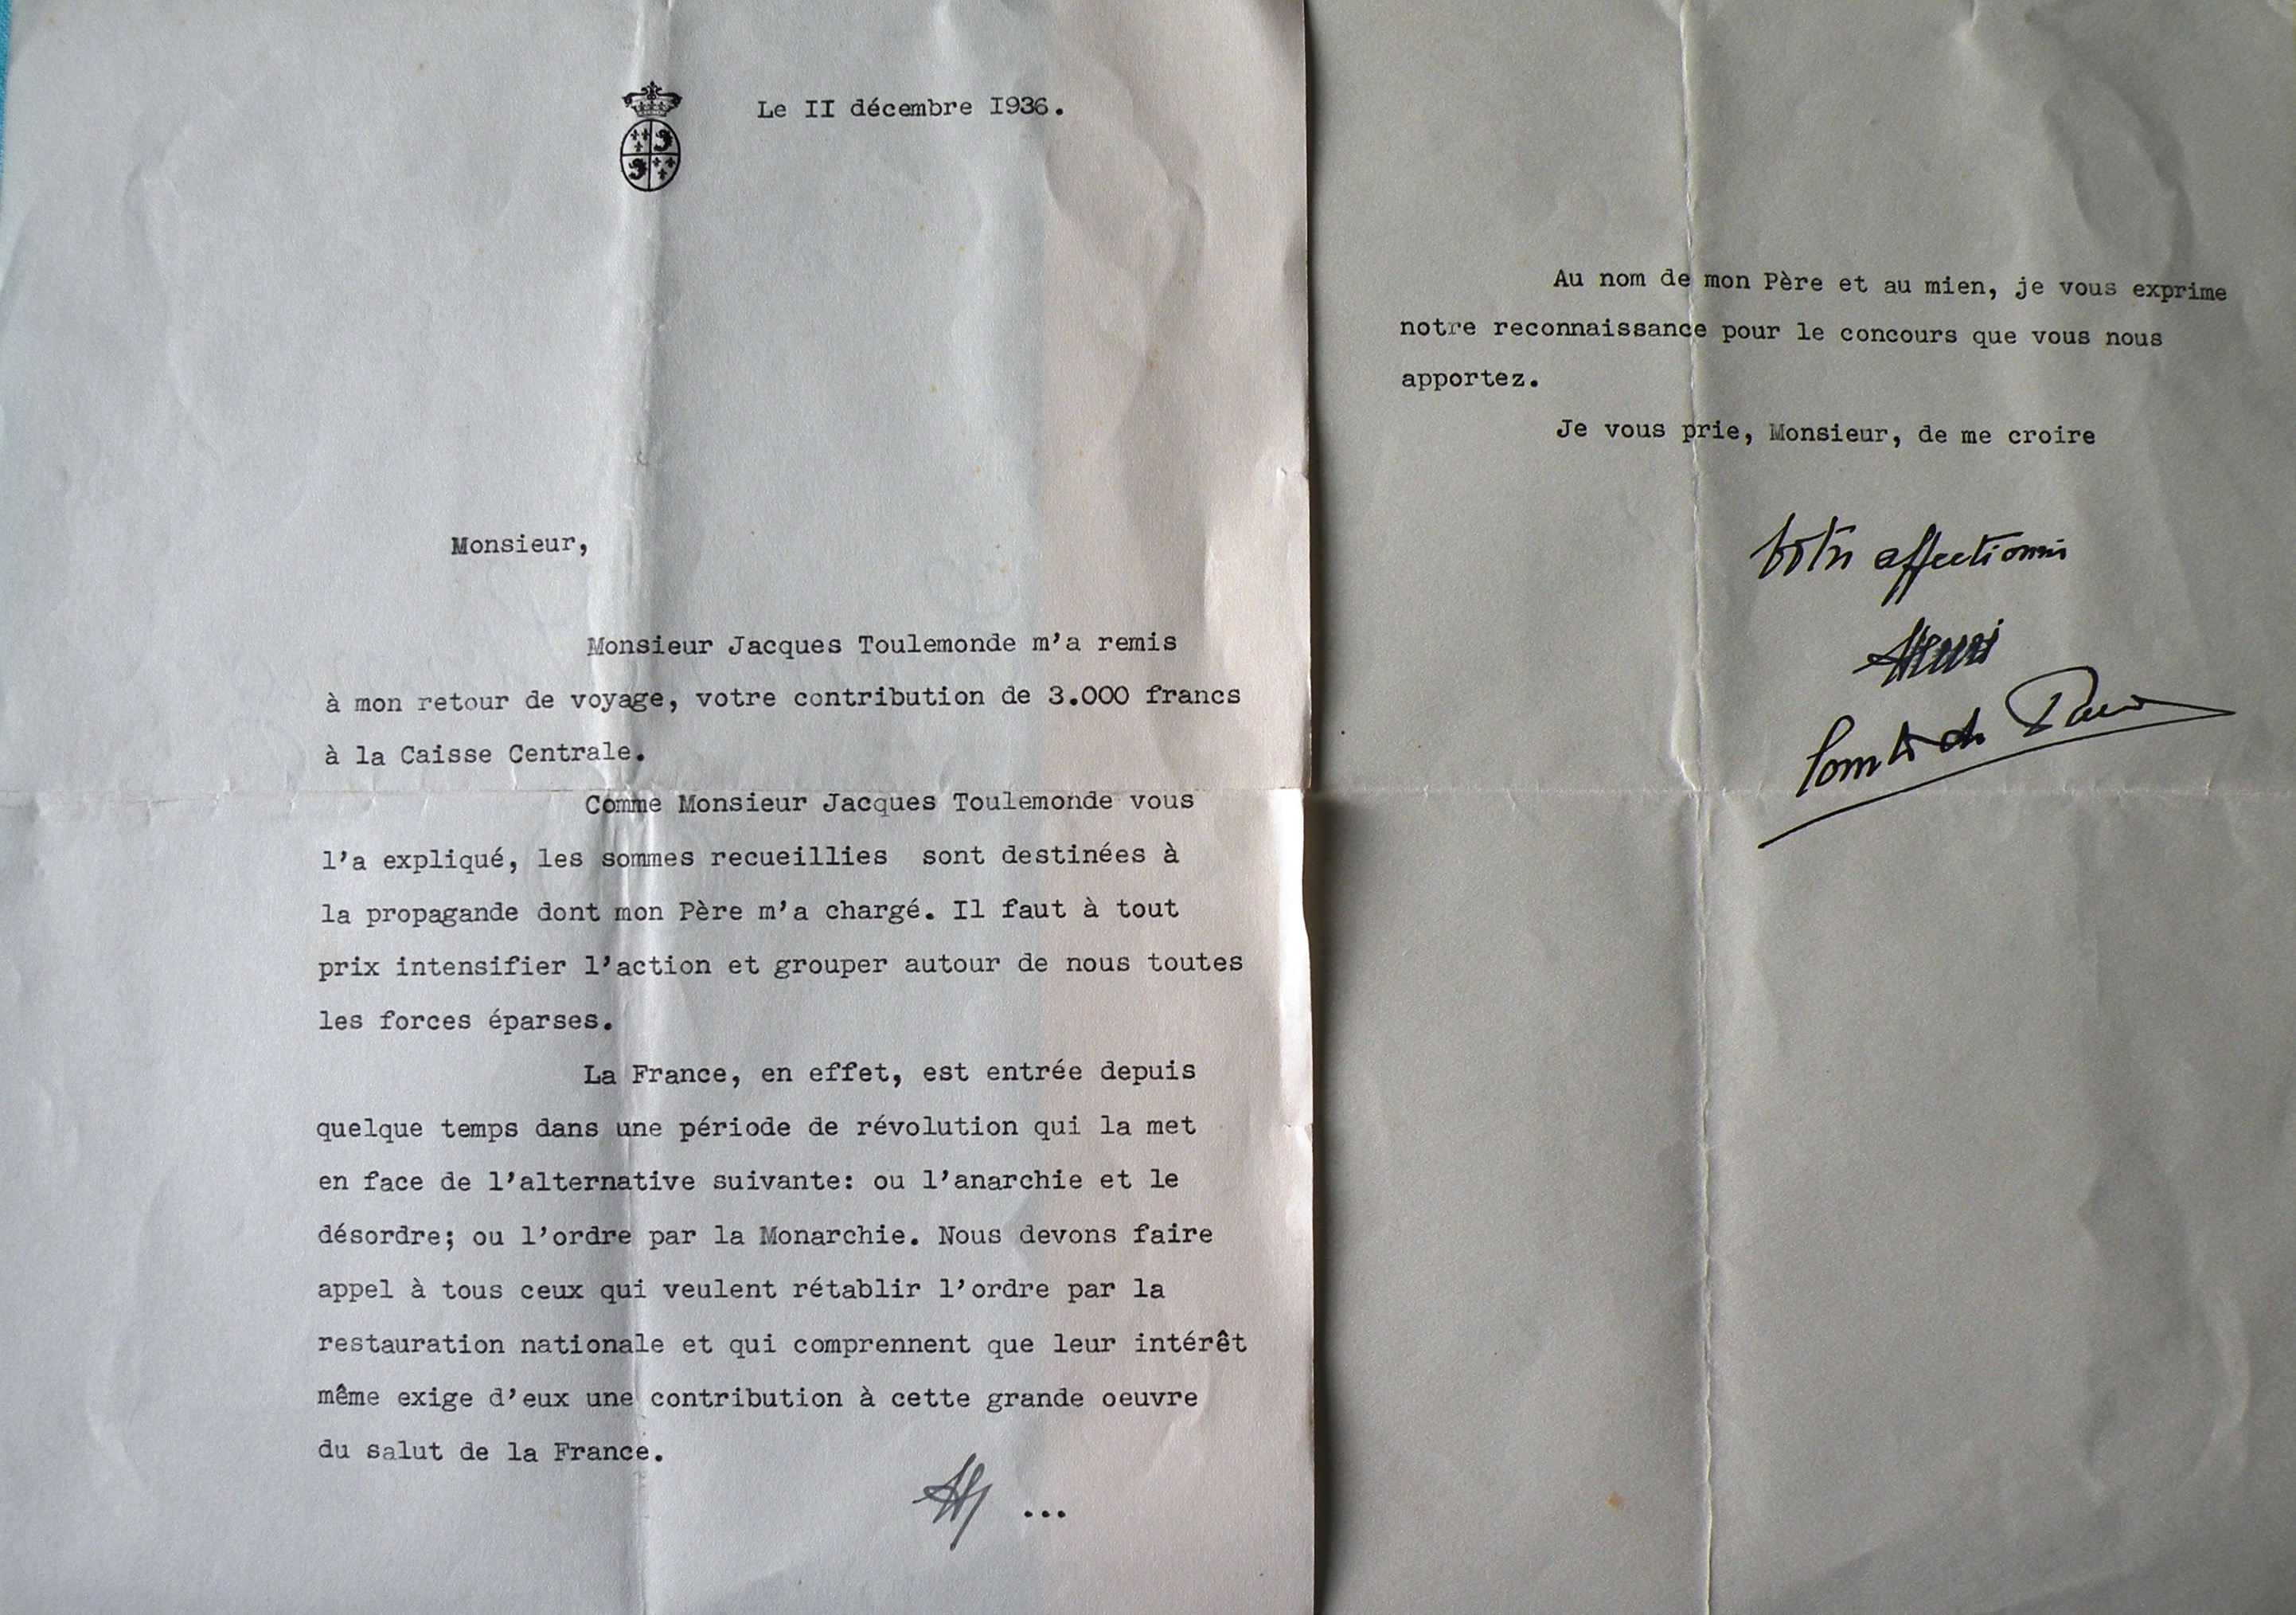 Le II décembre I936.
Monsieur,
Monsieur Jacques Toulemonde m'a remis
à mon retour de voyage, votre contribution de 3.000 francs
à la Caisse Centrale.
Comme Monsieur Jacques Toulemonde vous
l'a expliqué, les sommes recueillies sont destinées à
la propagande dont mon Père m'a chargé. Il faut à tout
prix intensifier l'action et grouper autour de nous toutes
les forces éparses.
La France, en effet, est entrée depuis
quelque temps dans une période de révolution qui la met
en face de l'alternative suivante: ou l'anarchie et le
désordre; ou l'ordre par la Monarchie. Nous devons faire
appel à tous ceux qui veulent rétablir l'ordre par la
restauration nationale et qui comprennent que leur intérêt
même exige d'eux une contribution à cette grande oeuvre
du salut de la France.
H ...
Au nom de mon Père et au mien, je vous exprime
notre reconnaissance pour le concours que vous nous
apportez.
Je vous prie, Monsieur, de me croire
Votre affectionné
Henri
Comte de Paris